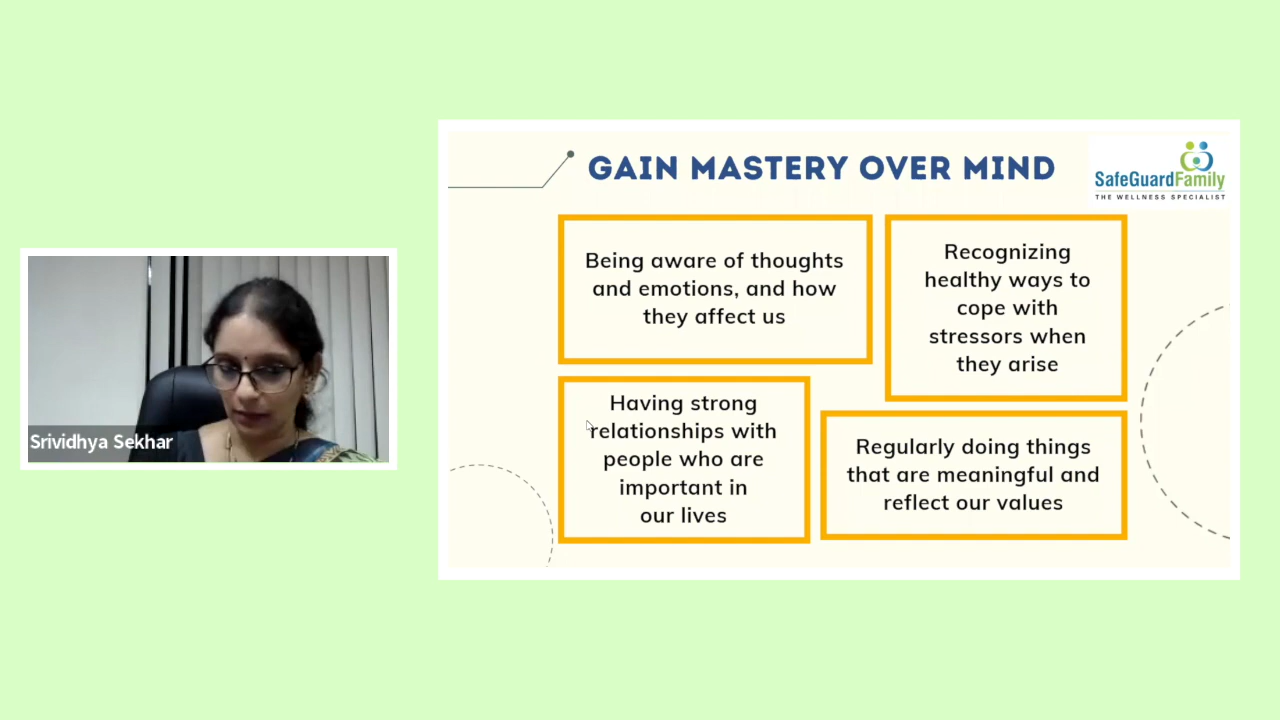 GAIN MASTERY OVER MIND
SafeGuardFamily
THE WELLNESS SPECIALIST
Being aware of thoughts
and emotions, and how
they affect us
Recognizing
healthy ways to
cope with
stressors when
they arise
Having strong
relationships with
people who are
important in
our lives
Regularly doing things
that are meaningful and
reflect our values
Srividhya Sekhar